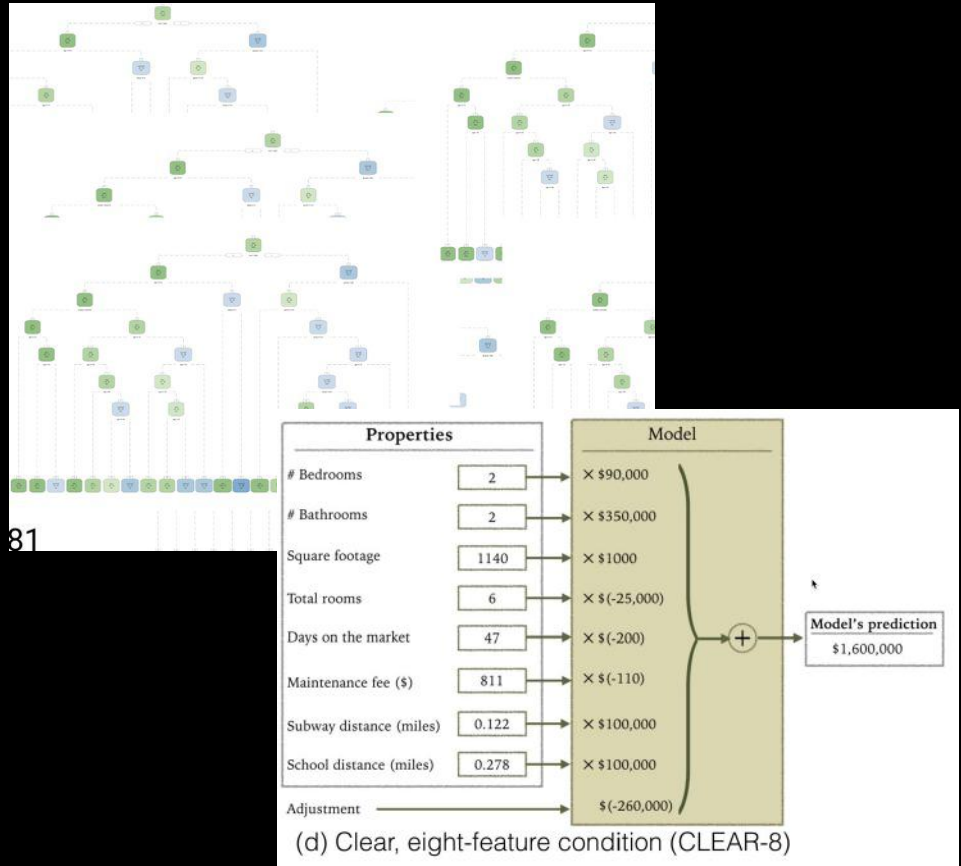 81
Properties
Model
# Bedrooms 2 × $90,000
# Bathrooms 2 × $350,000
Square footage 1140 × $1000
Total rooms 6 × $(-25,000)
Days on the market 47 × $(-200)
Maintenance fee ($) 811 × $(-110)
Subway distance (miles) 0.122 × $100,000
School distance (miles) 0.278 × $100,000
Adjustment $(-260,000)
+
Model's prediction
$1,600,000
(d) Clear, eight-feature condition (CLEAR-8)